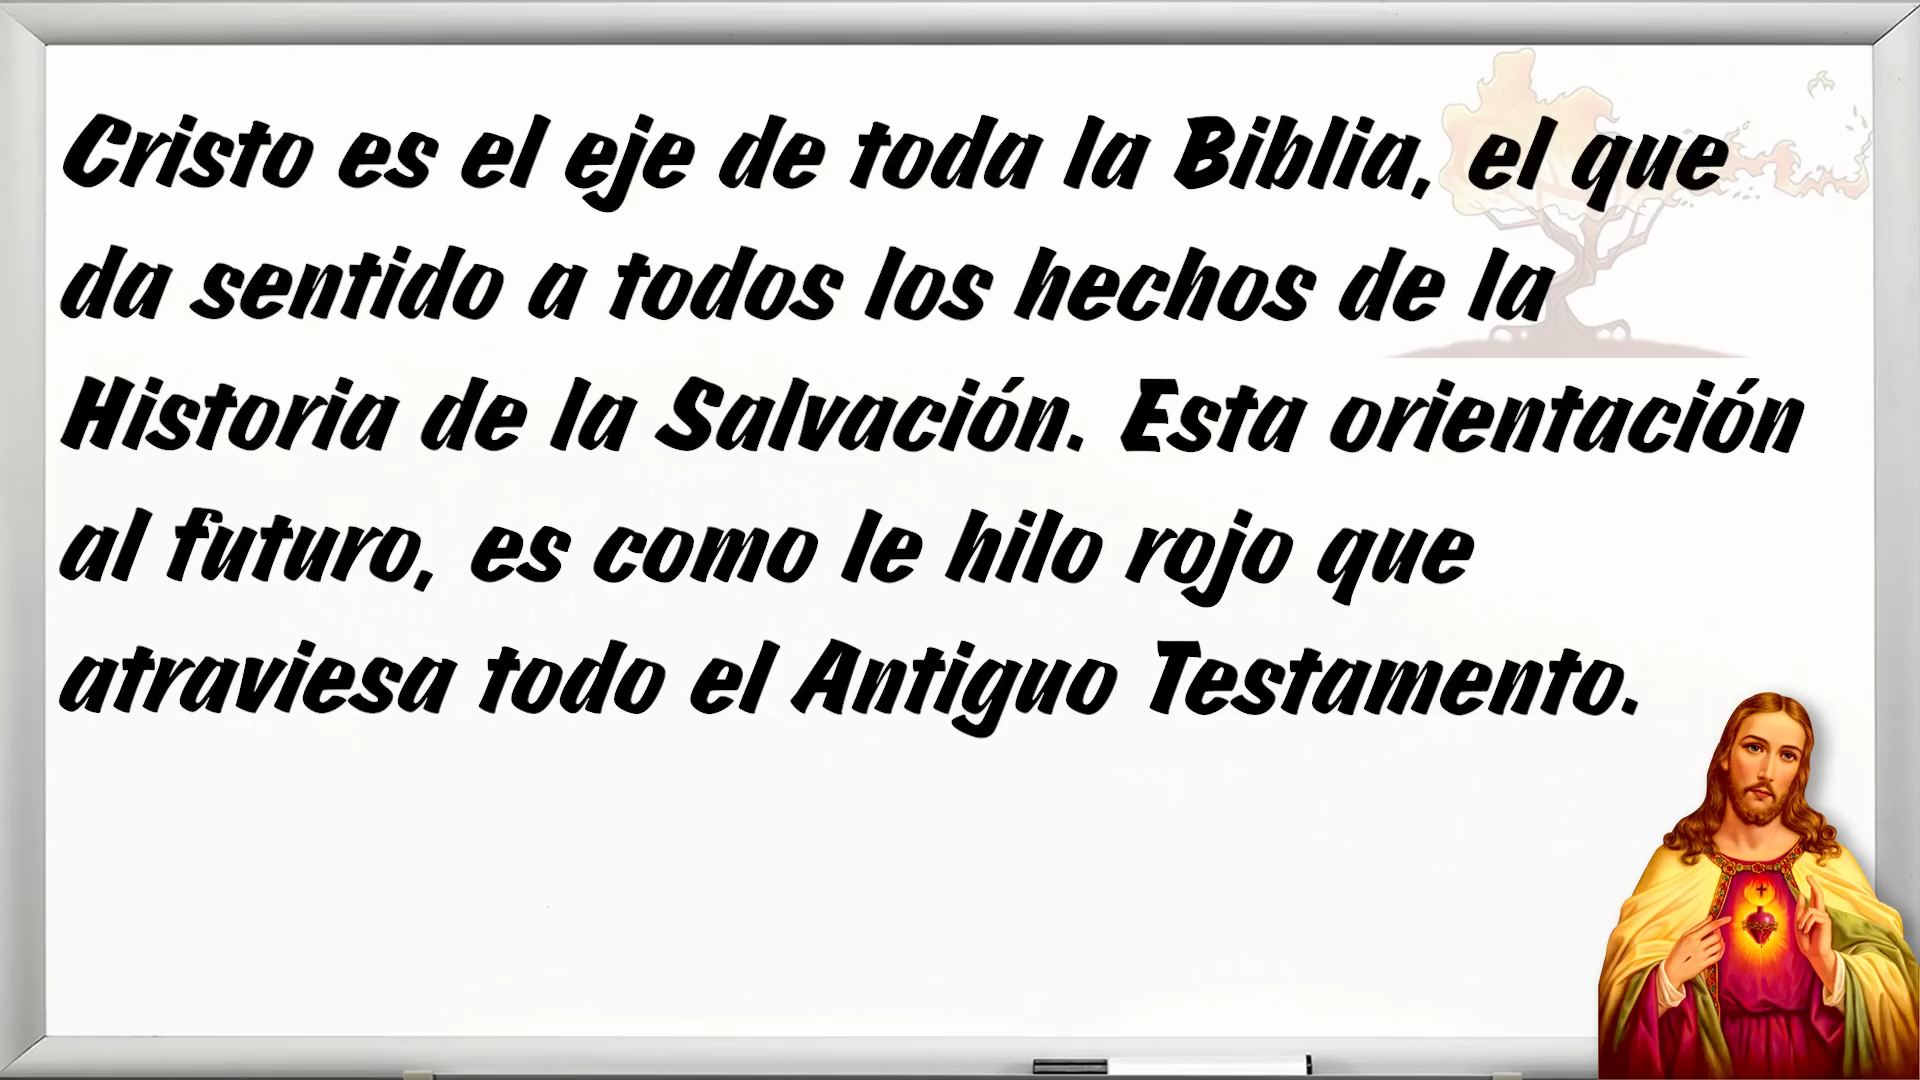 Cristo es el eje de toda la Biblia, el que
da sentido a todos los hechos de la
Historia de la Salvación. Esta orientación
al futuro, es como le hilo rojo que
atraviesa todo el Antiguo Testamento.